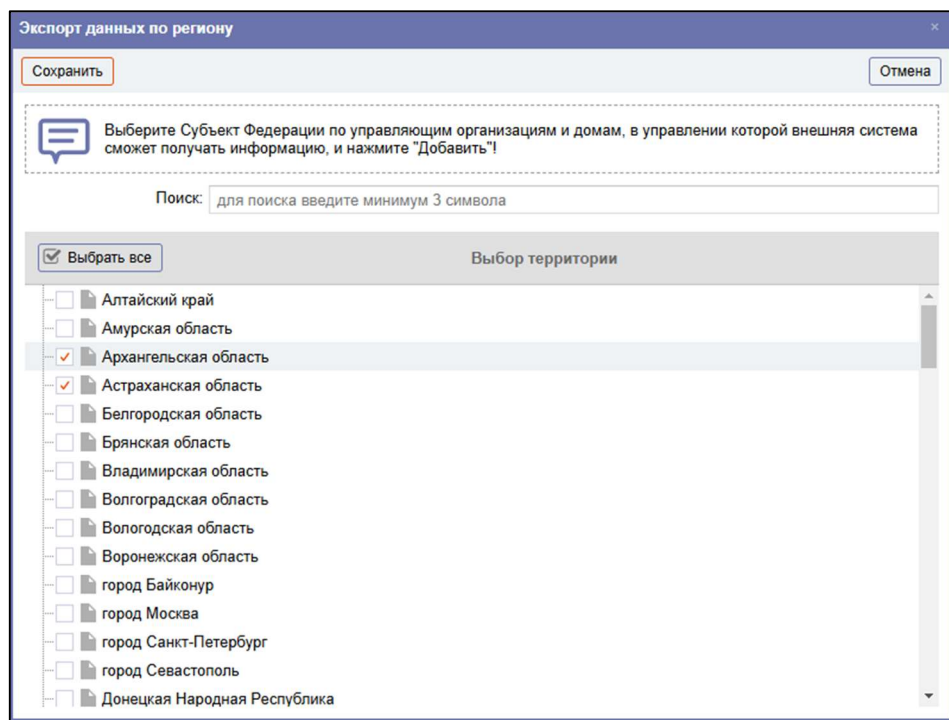 Экспорт данных по региону
Сохранить
Отмена
Выберите Субъект Федерации по управляющим организациям и домам, в управлении которой внешняя система
сможет получать информацию, и нажмите "Добавить"!
Поиск:
для поиска введите минимум 3 символа
Выбрать все
Выбор территории
Алтайский край
Амурская область
Архангельская область
Астраханская область
Белгородская область
Брянская область
Владимирская область
Волгоградская область
Вологодская область
Воронежская область
город Байконур
город Москва
город Санкт-Петербург
город Севастополь
Донецкая Народная Республика